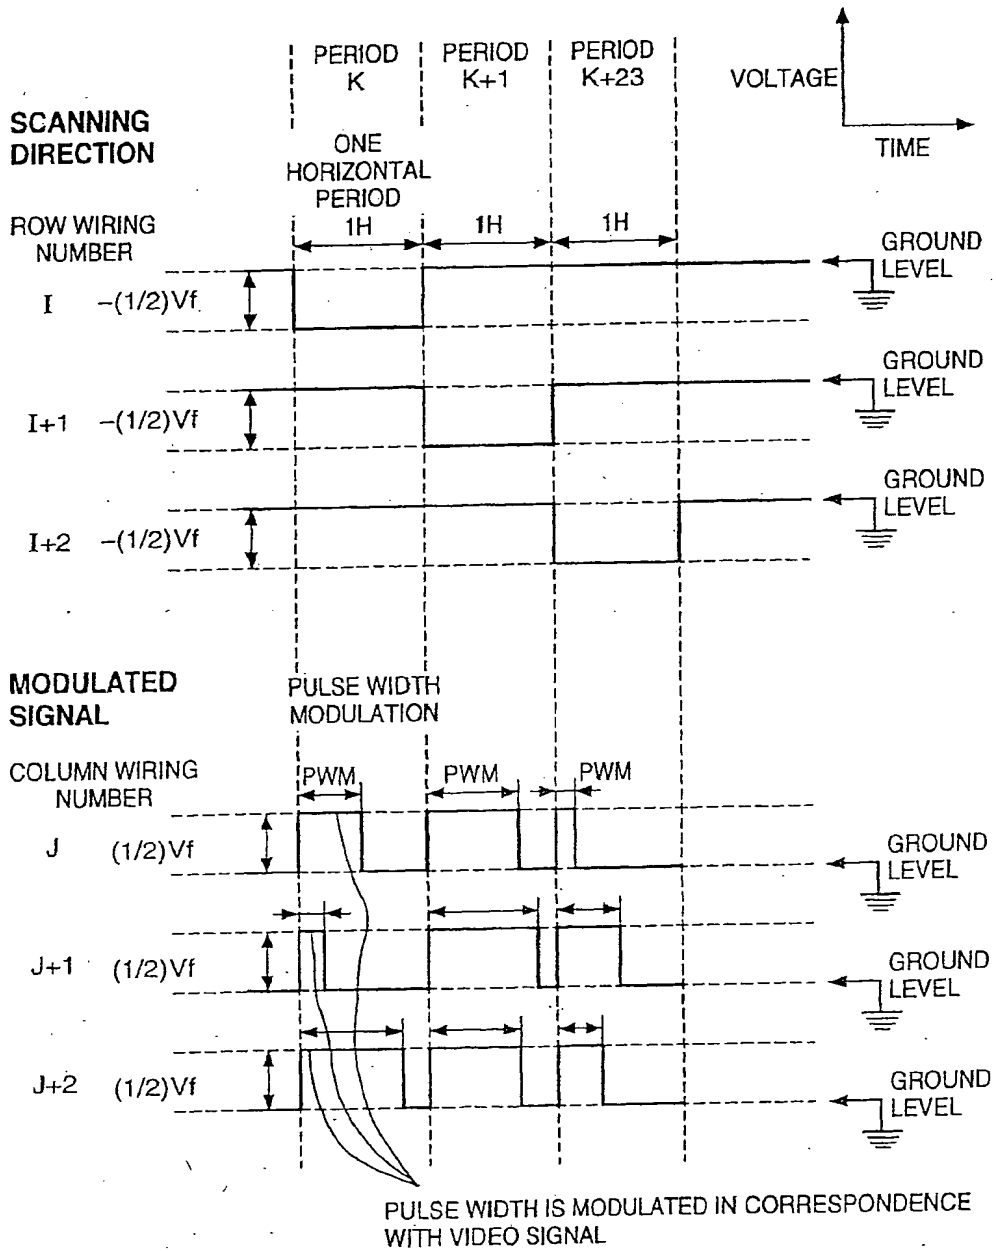 PERIOD
K
PERIOD
K+1
PERIOD
K+23
VOLTAGE
TIME
SCANNING
DIRECTION
ONE
HORIZONTAL
PERIOD
ROW WIRING
NUMBER
1H
1H
1H
GROUND
LEVEL
I
−(1/2)Vf
GROUND
LEVEL
I+1
−(1/2)Vf
GROUND
LEVEL
I+2
−(1/2)Vf
MODULATED
SIGNAL
PULSE WIDTH
MODULATION
COLUMN WIRING
NUMBER
PWM
PWM
PWM
J
(1/2)Vf
GROUND
LEVEL
J+1
(1/2)Vf
GROUND
LEVEL
J+2
(1/2)Vf
GROUND
LEVEL
PULSE WIDTH IS MODULATED IN CORRESPONDENCE
WITH VIDEO SIGNAL